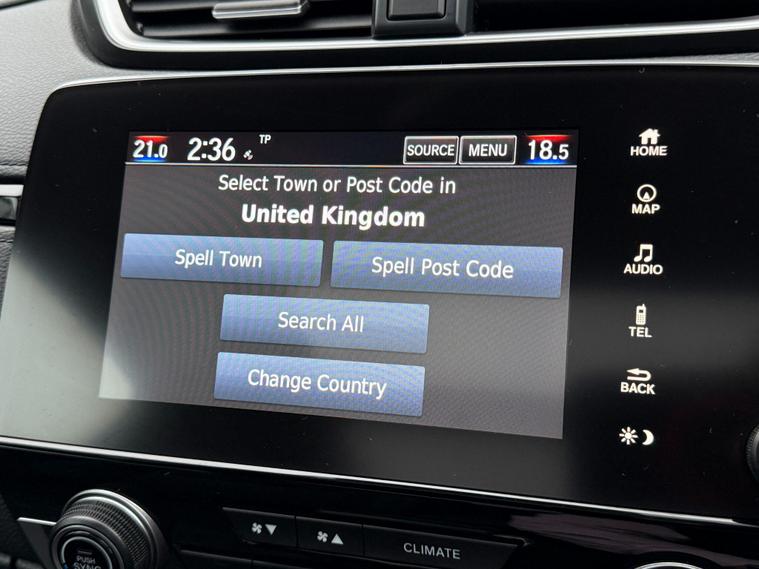 21.0 2:36 TP SOURCE MENU 18.5
Select Town or Post Code in
United Kingdom
Spell Town Spell Post Code
Search All
Change Country
HOME
MAP
AUDIO
TEL
BACK
PUSH
SYNC
CLIMATE